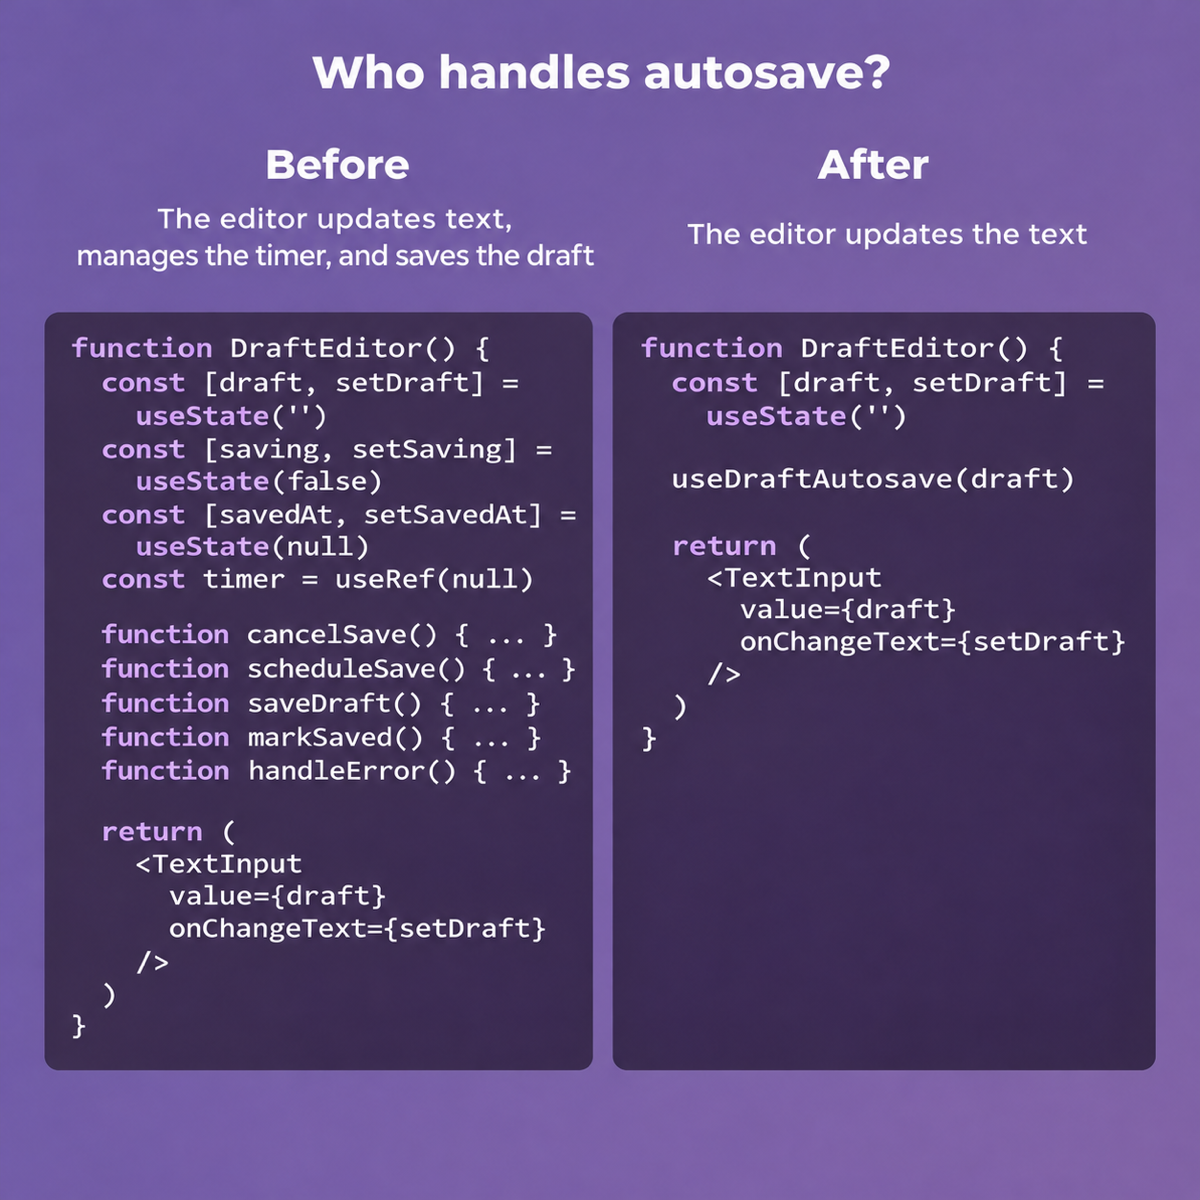 Who handles autosave?
Before
The editor updates text,
manages the timer, and saves the draft
function DraftEditor() {
  const [draft, setDraft] =
    useState('')
  const [saving, setSaving] =
    useState(false)
  const [savedAt, setSavedAt] =
    useState(null)
  const timer = useRef(null)
  function cancelSave() { ... }
  function scheduleSave() { ... }
  function saveDraft() { ... }
  function markSaved() { ... }
  function handleError() { ... }
  return (
    <TextInput
      value={draft}
      onChangeText={setDraft}
    />
  )
}
After
The editor updates the text
function DraftEditor() {
  const [draft, setDraft] =
    useState('')
  useDraftAutosave(draft)
  return (
    <TextInput
      value={draft}
      onChangeText={setDraft}
    />
  )
}